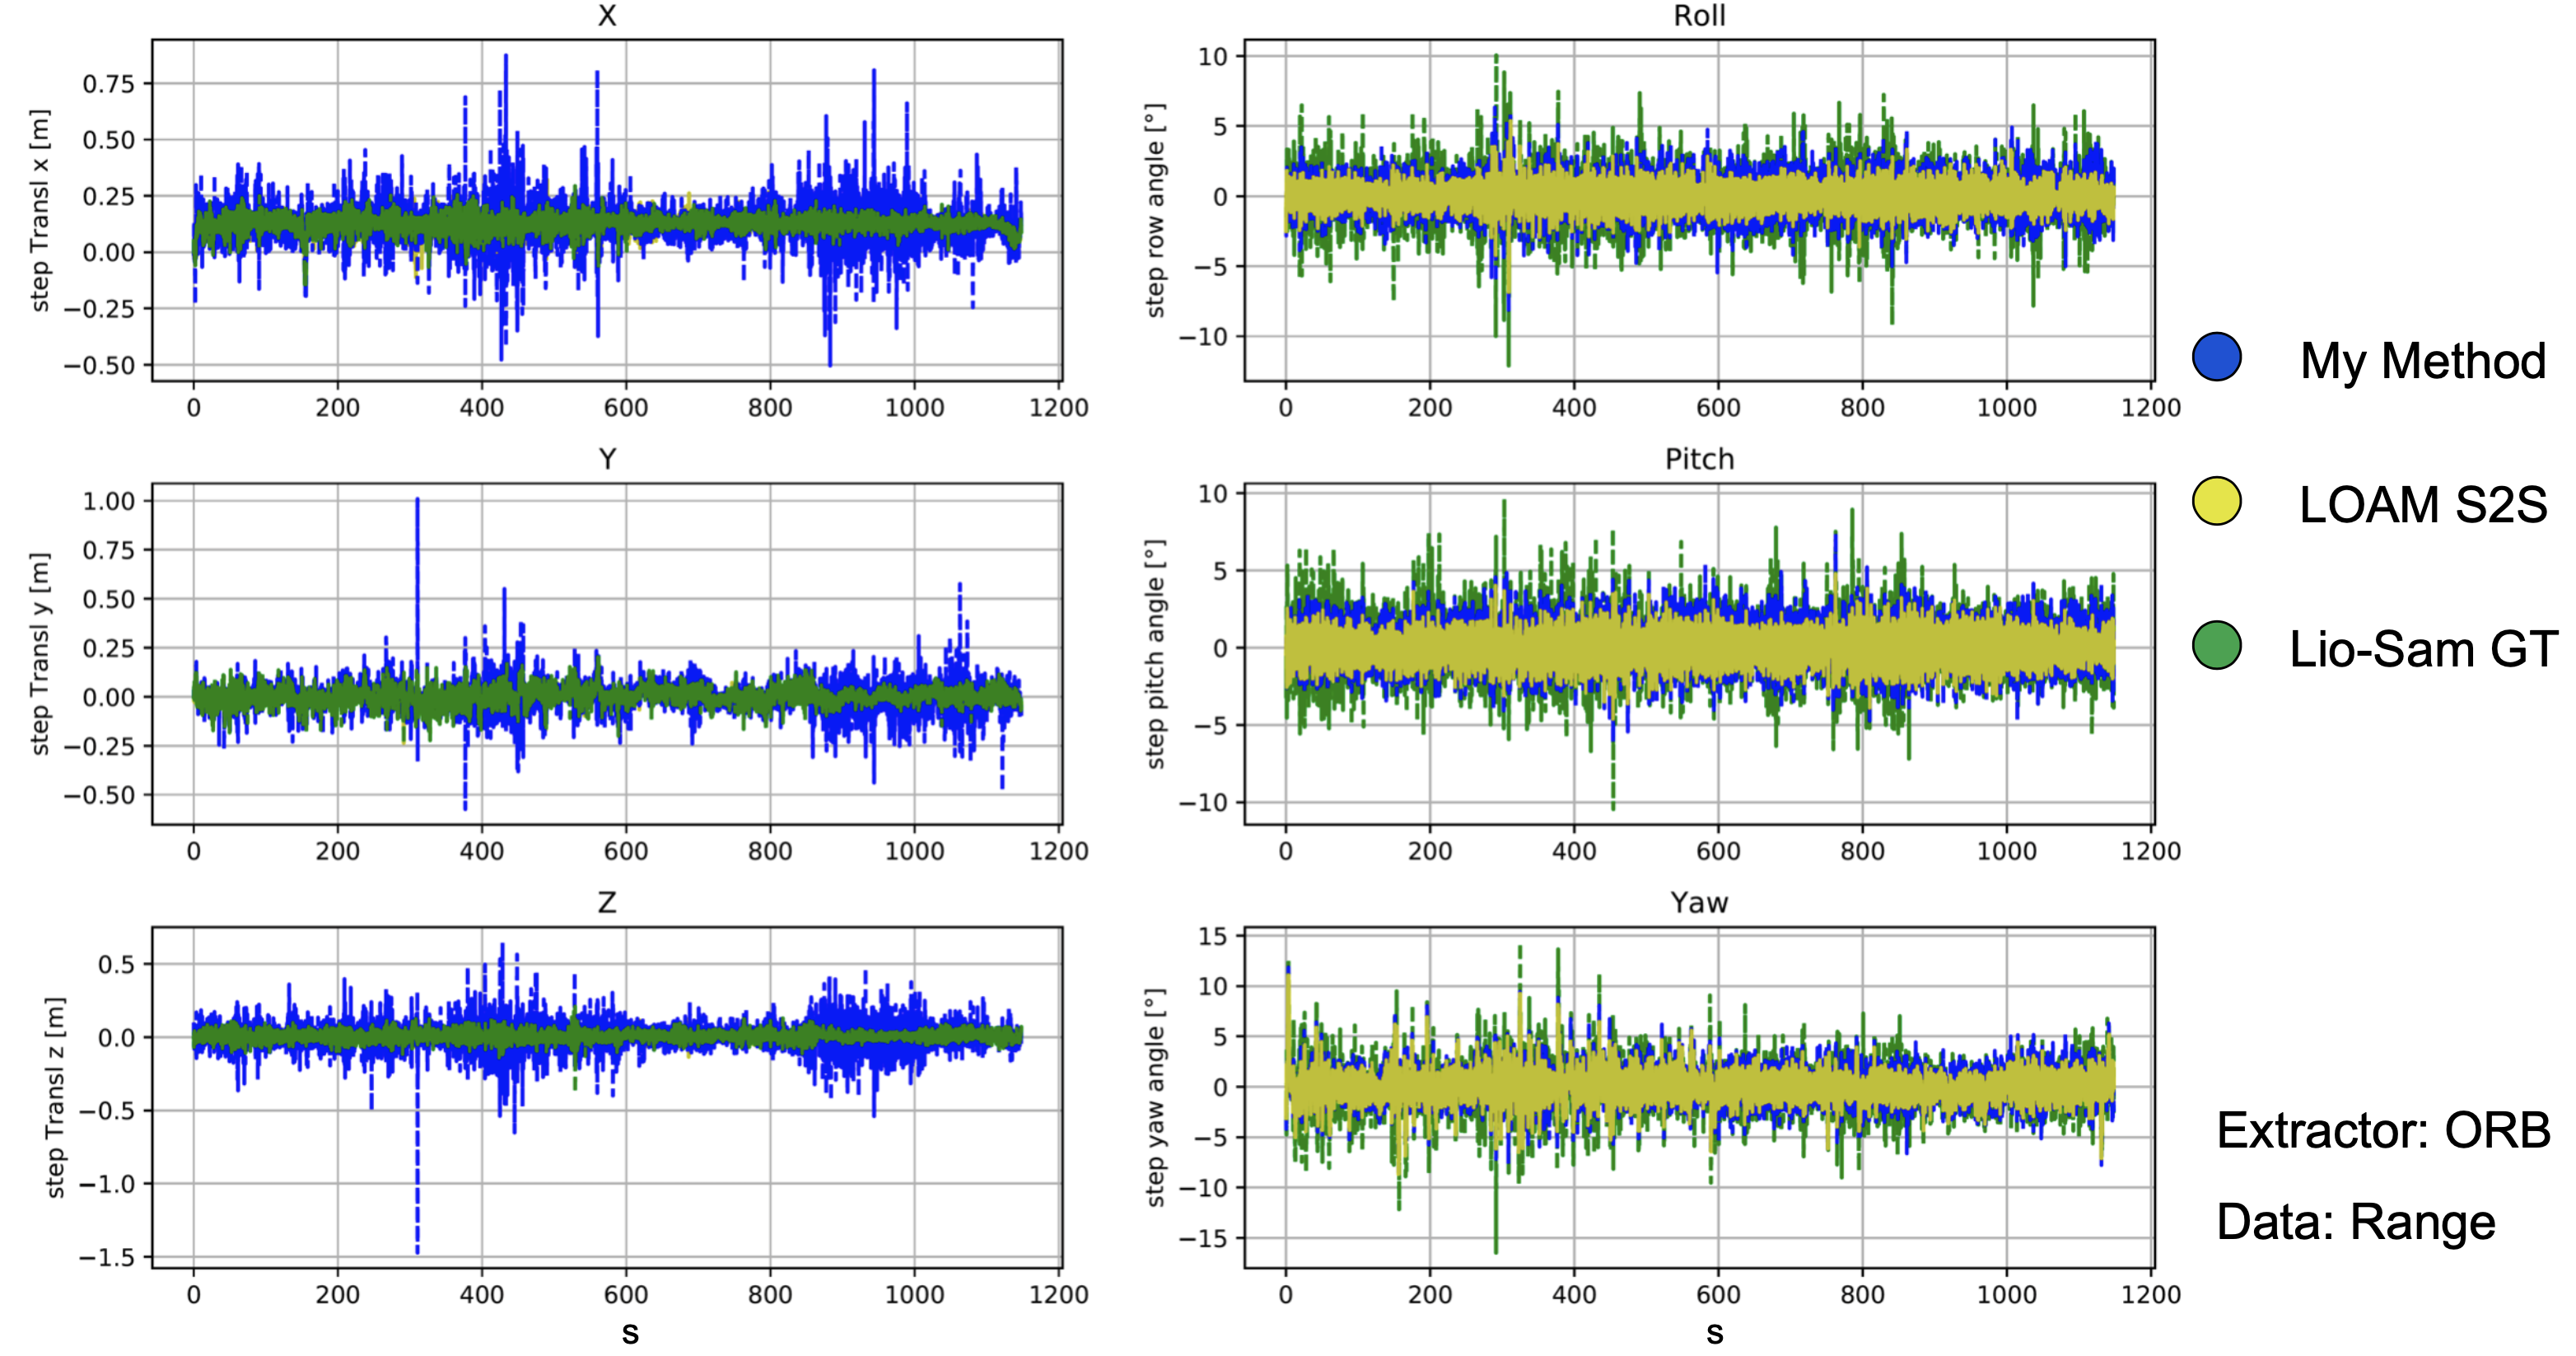 X
step Transl x [m]
0.75
0.50
0.25
0.00
−0.25
−0.50
0 200 400 600 800 1000 1200
Roll
step row angle [°]
10
5
0
−5
−10
0 200 400 600 800 1000 1200
Y
step Transl y [m]
1.00
0.75
0.50
0.25
0.00
−0.25
−0.50
0 200 400 600 800 1000 1200
Pitch
step pitch angle [°]
10
5
0
−5
−10
0 200 400 600 800 1000 1200
Z
step Transl z [m]
0.5
0.0
−0.5
−1.0
−1.5
0 200 400 600 800 1000 1200
s
Yaw
step yaw angle [°]
15
10
5
0
−5
−10
−15
0 200 400 600 800 1000 1200
s
My Method
LOAM S2S
Lio-Sam GT
Extractor: ORB
Data: Range